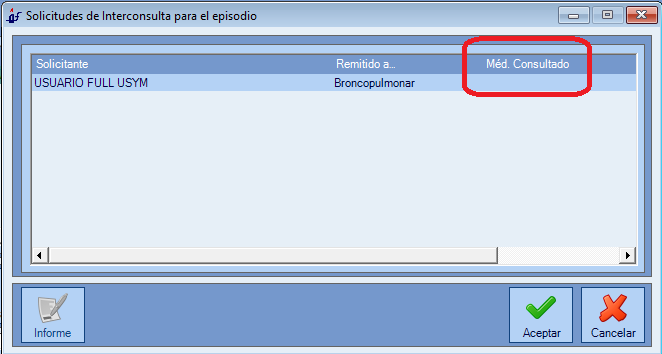 Solicitudes de Interconsulta para el episodio
Solicitante Remitido a... Méd. Consultado
USUARIO FULL USYM Broncopulmonar
Informe Aceptar Cancelar